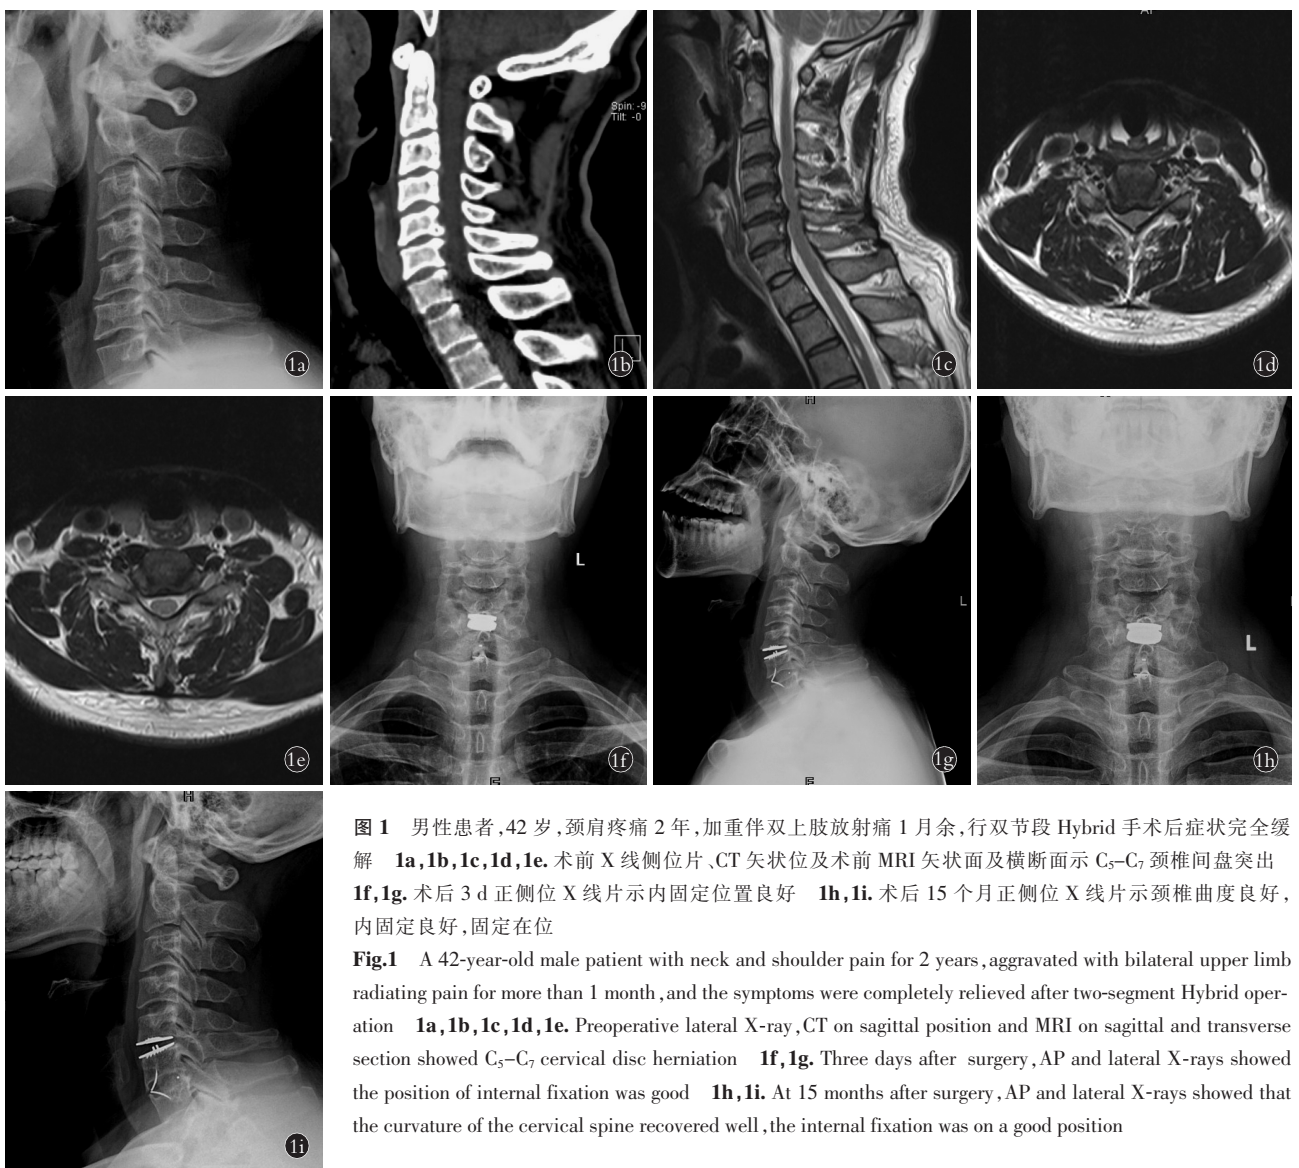 AP
Spin: -9
Tilt: -0
L
1a
1b
1c
1d
H
L
L
L
1e
1f
F
1g
1h
H
图 1 男性患者,42 岁,颈肩疼痛 2 年,加重伴双上肢放射痛 1 月余,行双节段 Hybrid 手术后症状完全缓
解 1a,1b,1c,1d,1e. 术前 X 线侧位片、CT 矢状位及术前 MRI 矢状面及横断面示 C₅–C₇ 颈椎间盘突出
1f,1g. 术后 3 d 正侧位 X 线片示内固定位置良好 1h,1i. 术后 15 个月正侧位 X 线片示颈椎曲度良好,
内固定良好,固定在位
Fig.1 A 42-year-old male patient with neck and shoulder pain for 2 years,aggravated with bilateral upper limb
radiating pain for more than 1 month,and the symptoms were completely relieved after two-segment Hybrid oper-
ation 1a,1b,1c,1d,1e. Preoperative lateral X-ray,CT on sagittal position and MRI on sagittal and transverse
section showed C₅–C₇ cervical disc herniation 1f,1g. Three days after surgery,AP and lateral X-rays showed
the position of internal fixation was good 1h,1i. At 15 months after surgery,AP and lateral X-rays showed that
the curvature of the cervical spine recovered well,the internal fixation was on a good position
1i